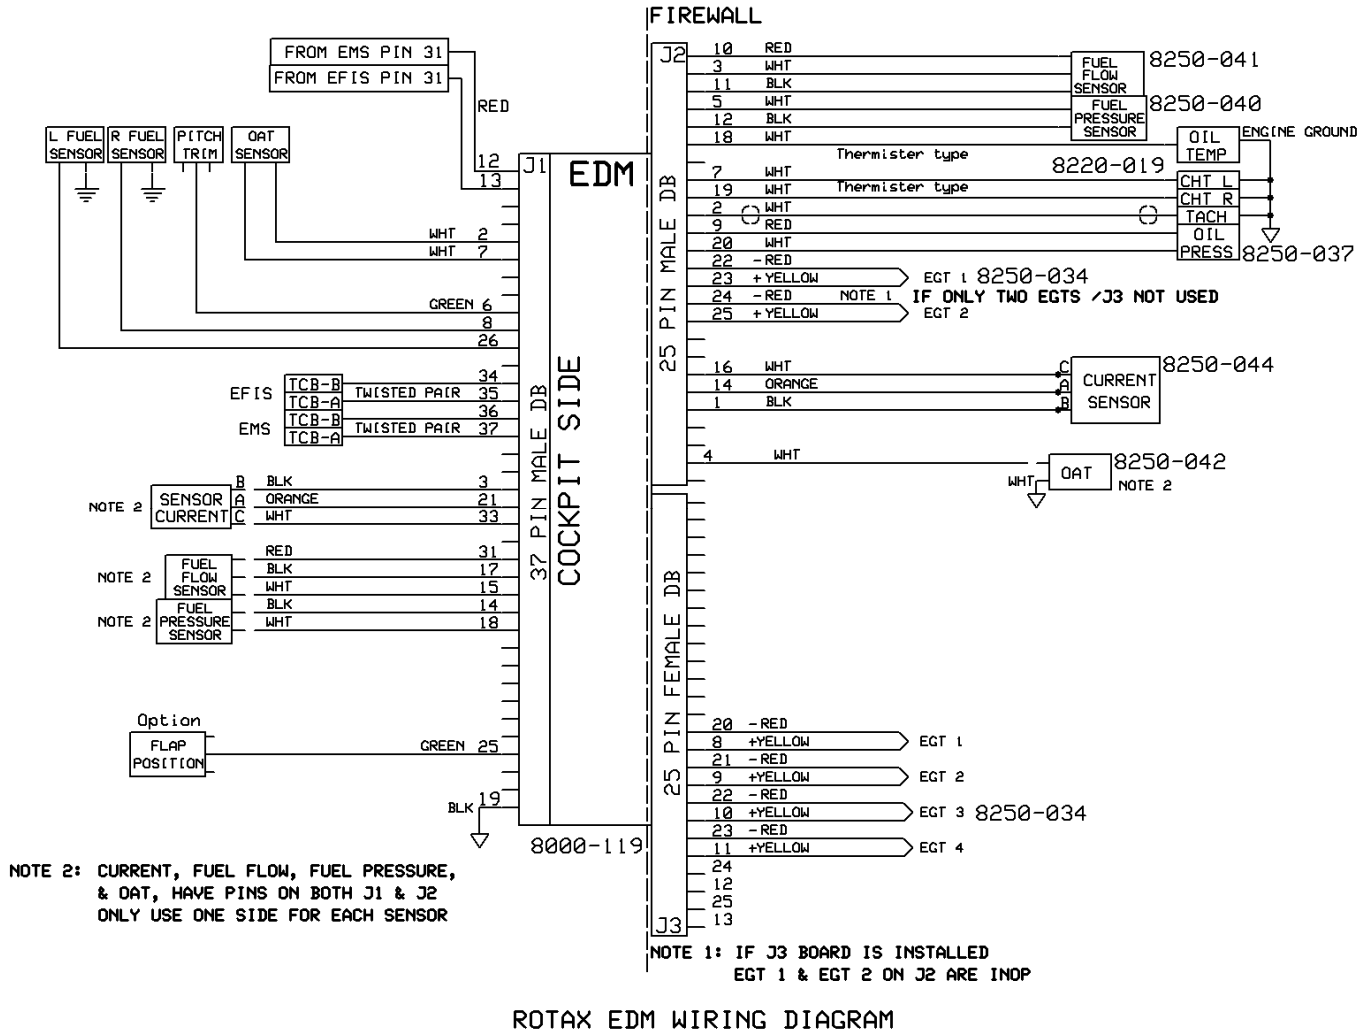 FIREWALL
FROM EMS PIN 31
FROM EFIS PIN 31
RED
L FUEL SENSOR
R FUEL SENSOR
PITCH TRIM
OAT SENSOR
12
13
J1
EDM
WHT 2
WHT 7
GREEN 6
8
26
EFIS
TCB-B
34
TCB-A
TWISTED PAIR
35
EMS
TCB-B
36
TCB-A
TWISTED PAIR
37
NOTE 2
SENSOR CURRENT
B BLK 3
A ORANGE 21
C WHT 33
NOTE 2
FUEL FLOW SENSOR
RED 31
BLK 17
WHT 15
NOTE 2
FUEL PRESSURE SENSOR
BLK 14
WHT 18
Option
FLAP POSITION
GREEN 25
BLK 19
37 PIN MALE DB
COCKPIT SIDE
8000-119
NOTE 2: CURRENT, FUEL FLOW, FUEL PRESSURE,
& OAT, HAVE PINS ON BOTH J1 & J2
ONLY USE ONE SIDE FOR EACH SENSOR
J2
25 PIN MALE DB
10 RED
3 WHT
11 BLK
FUEL FLOW SENSOR
8250-041
5 WHT
12 BLK
FUEL PRESSURE SENSOR
8250-040
18 WHT
Thermister type
OIL TEMP
ENGINE GROUND
8220-019
7 WHT
Thermister type
CHT L
19 WHT
CHT R
2 WHT
TACH
9 RED
20 WHT
OIL PRESS
8250-037
22 -RED
23 +YELLOW
EGT 1 8250-034
24 -RED
NOTE 1 IF ONLY TWO EGTS /J3 NOT USED
25 +YELLOW
EGT 2
16 WHT C
14 ORANGE A
1 BLK B
CURRENT SENSOR
8250-044
4 WHT
OAT
8250-042
WHT
NOTE 2
25 PIN FEMALE DB
20 -RED
8 +YELLOW
EGT 1
21 -RED
9 +YELLOW
EGT 2
22 -RED
10 +YELLOW
EGT 3 8250-034
23 -RED
11 +YELLOW
EGT 4
24
12
25
13
J3
NOTE 1: IF J3 BOARD IS INSTALLED
EGT 1 & EGT 2 ON J2 ARE INOP
ROTAX EDM WIRING DIAGRAM